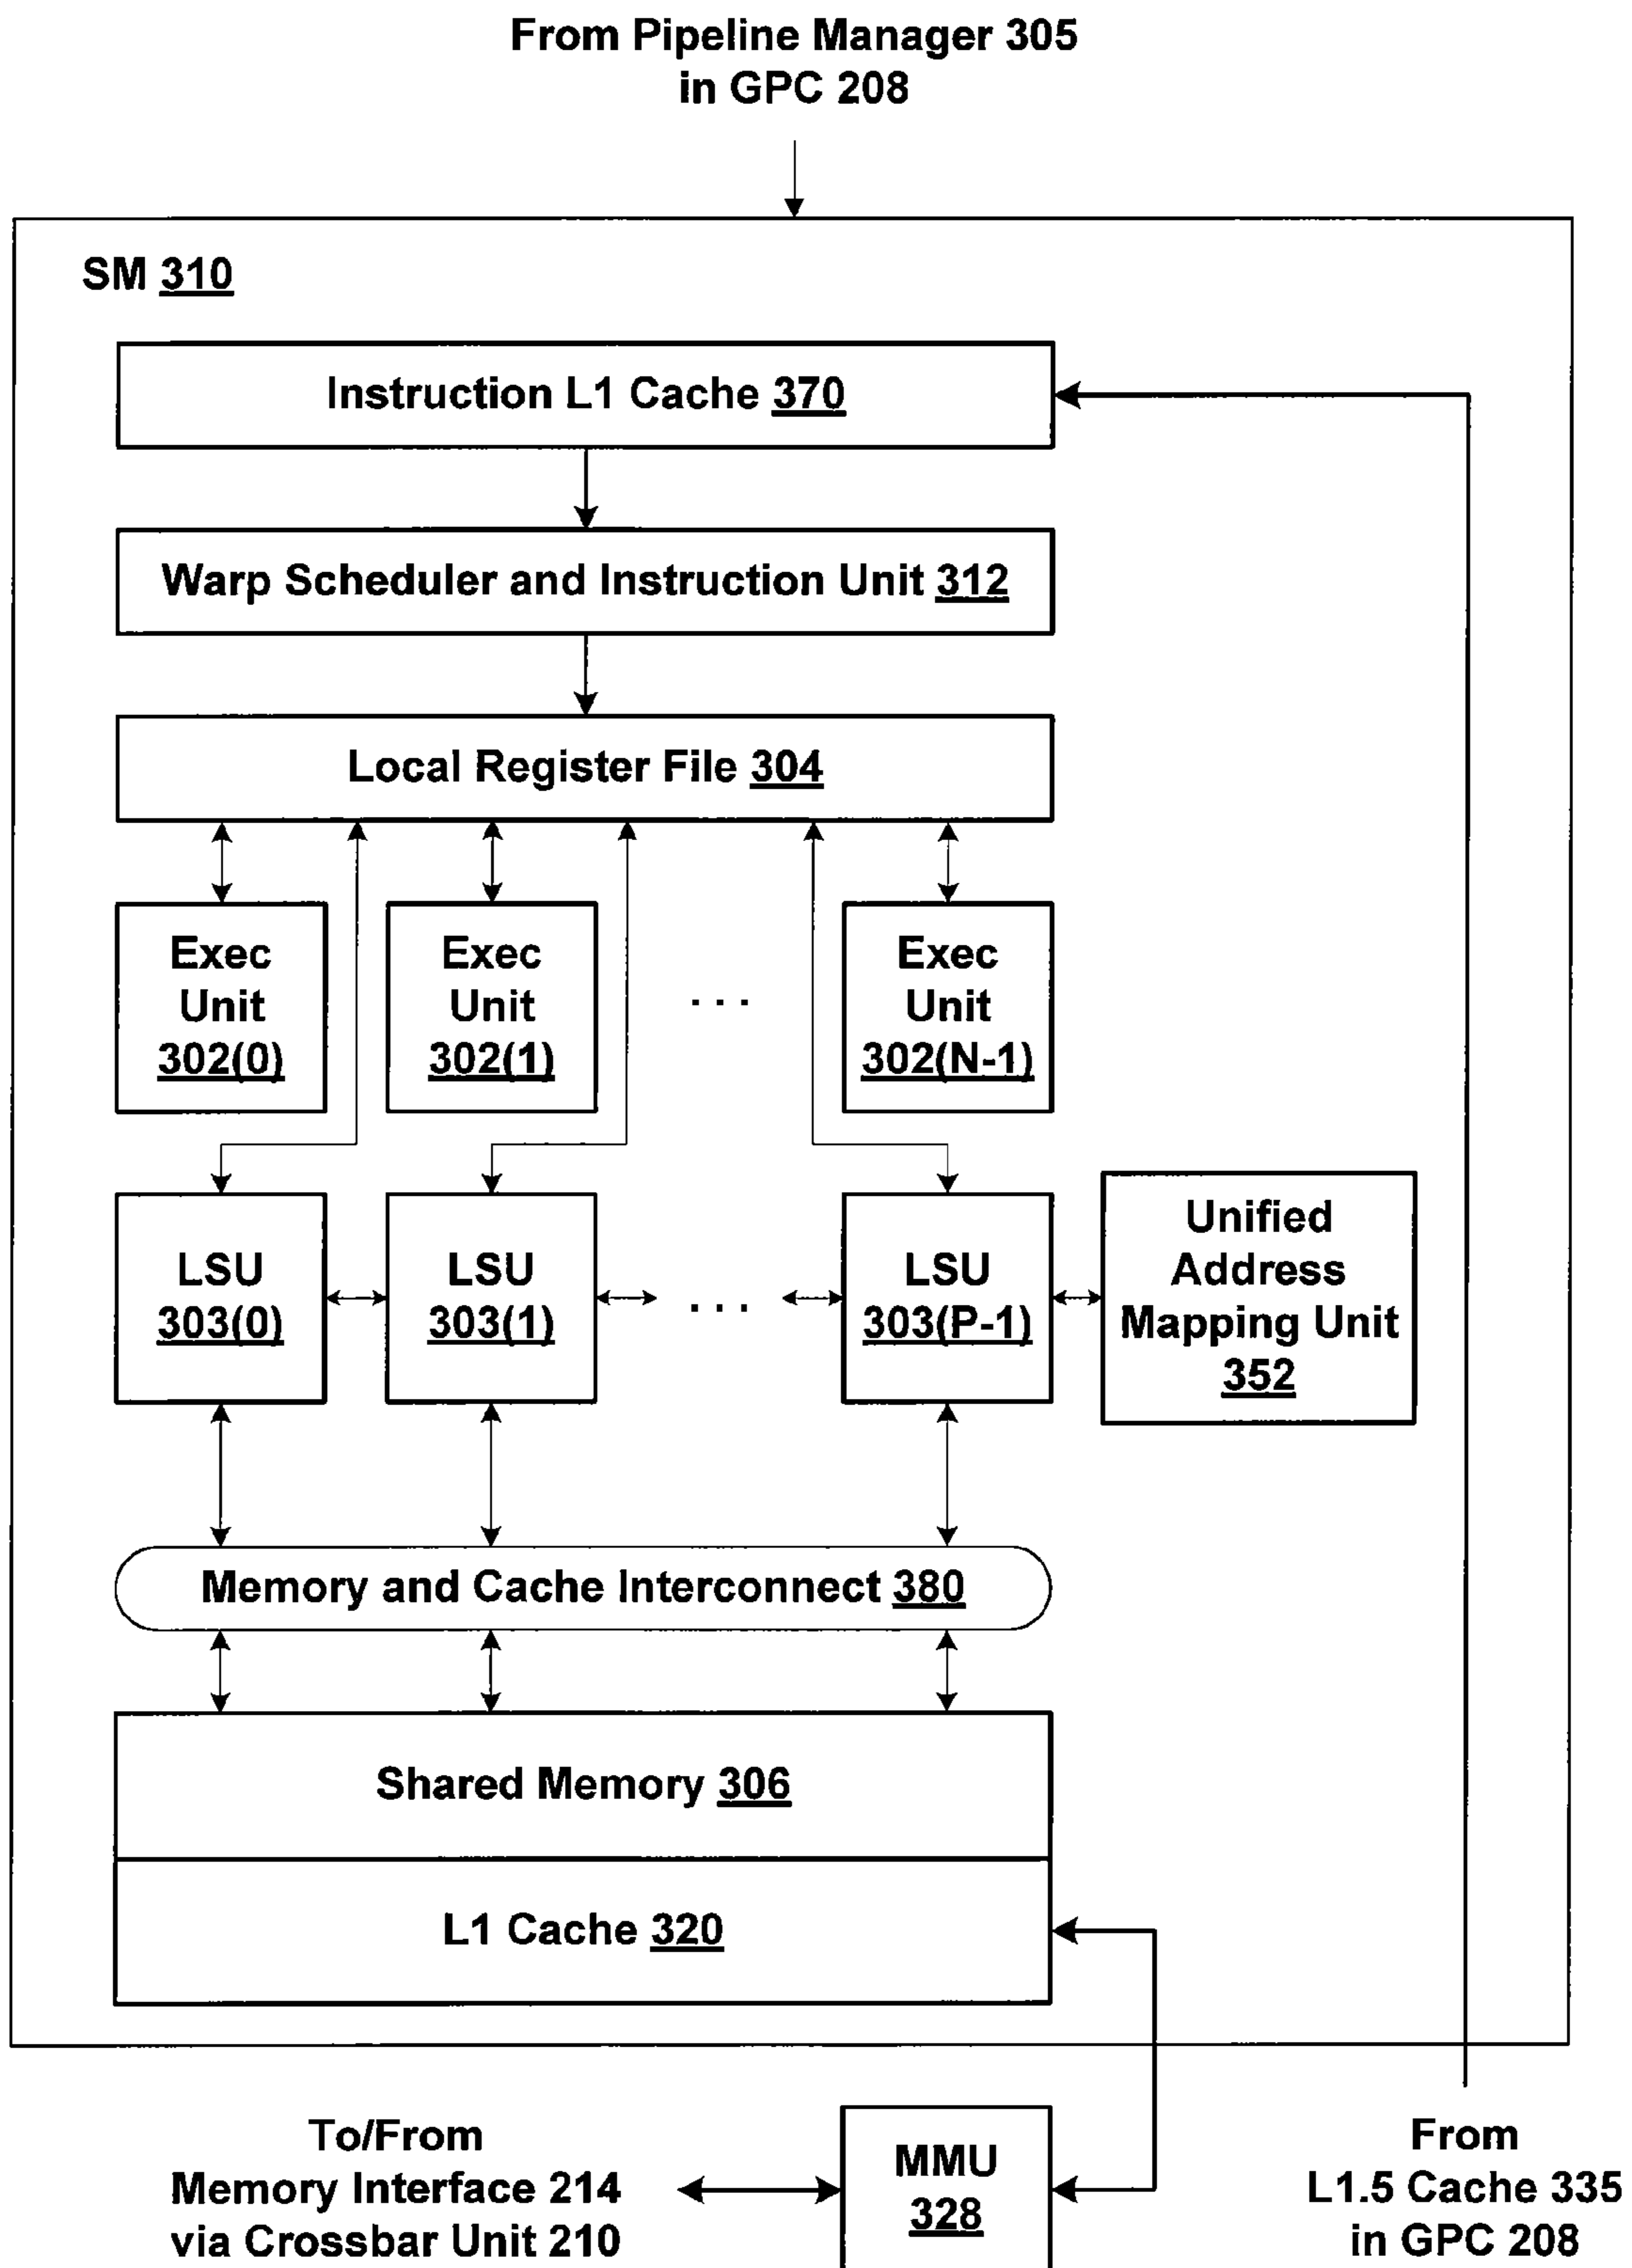 From Pipeline Manager 305
in GPC 208
SM 310
Instruction L1 Cache 370
Warp Scheduler and Instruction Unit 312
Local Register File 304
Exec
Unit
302(0)
Exec
Unit
302(1)
. . .
Exec
Unit
302(N-1)
LSU
303(0)
LSU
303(1)
. . .
LSU
303(P-1)
Unified
Address
Mapping Unit
352
Memory and Cache Interconnect 380
Shared Memory 306
L1 Cache 320
To/From
Memory Interface 214
via Crossbar Unit 210
MMU
328
From
L1.5 Cache 335
in GPC 208